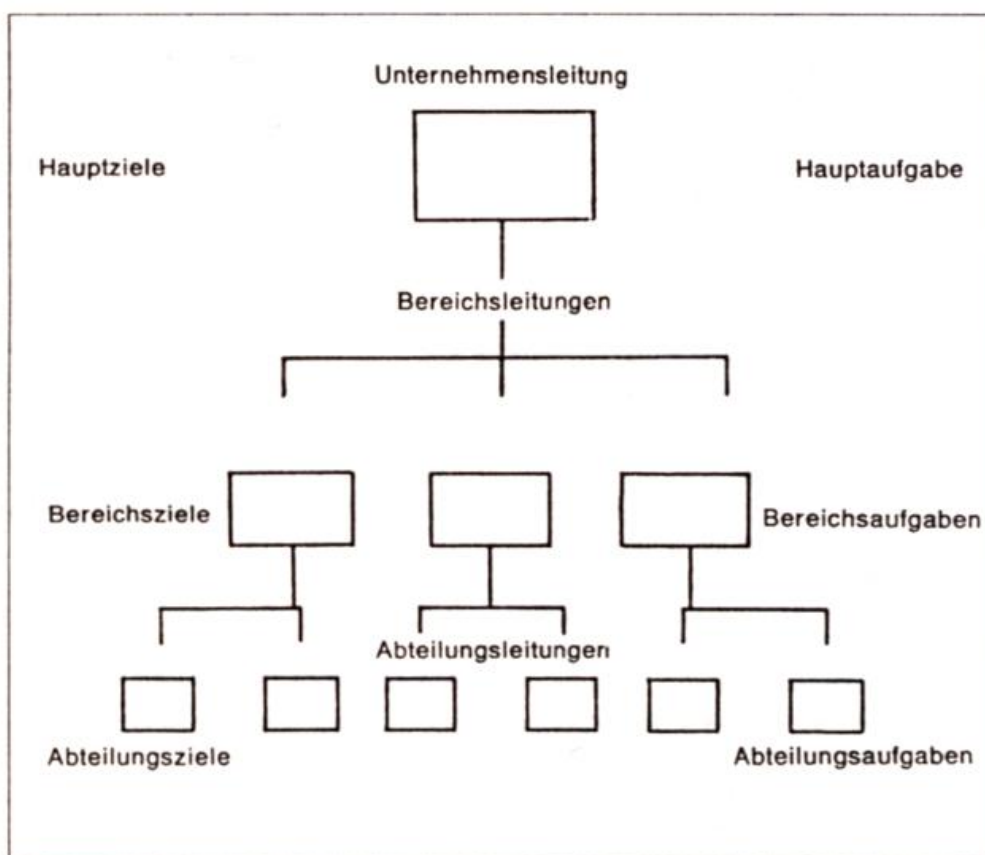 Unternehmensleitung
Hauptziele
Hauptaufgabe
Bereichsleitungen
Bereichsziele
Bereichsaufgaben
Abteilungsleitungen
Abteilungsziele
Abteilungsaufgaben